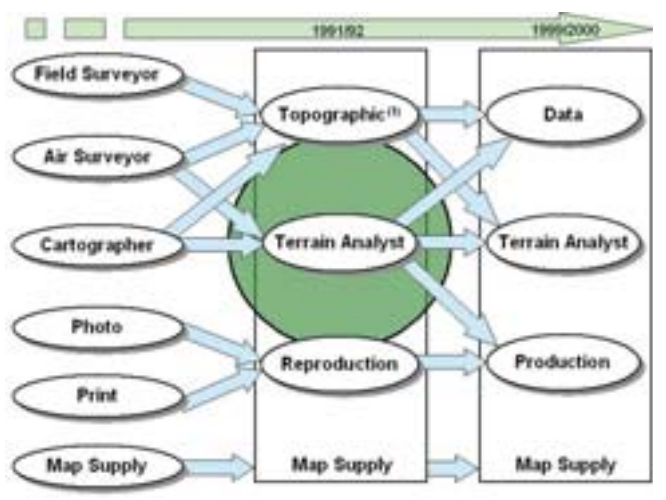 1991/92
1999/2000
Field Surveyor
Topographic(1)
Data
Air Surveyor
Cartographer
Terrain Analyst
Terrain Analyst
Photo
Reproduction
Production
Print
Map Supply
Map Supply
Map Supply